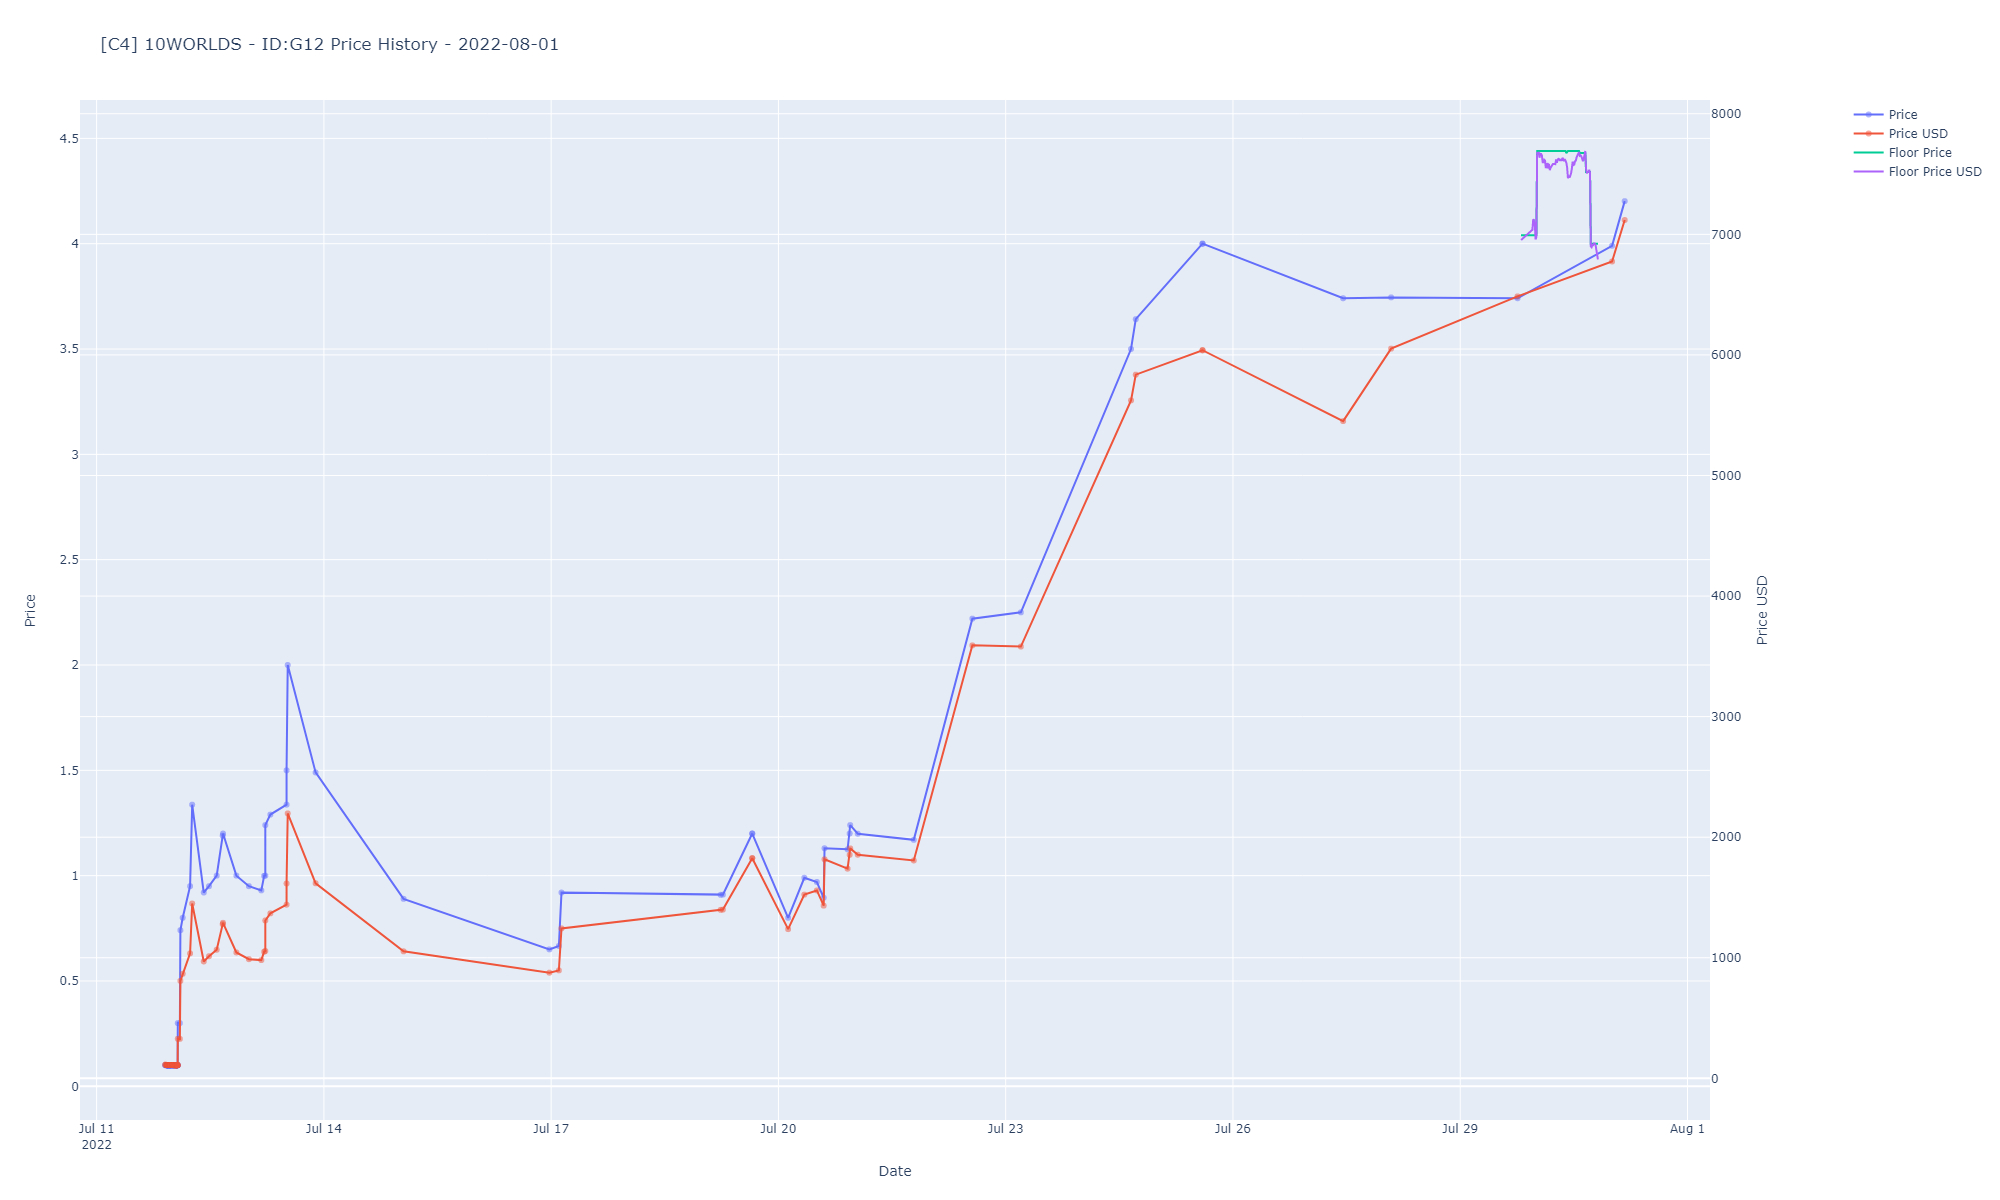 [C4] 10WORLDS - ID:G12 Price History - 2022-08-01
Price
Price USD
Floor Price
Floor Price USD
4.5
4
3.5
3
2.5
2
1.5
1
0.5
0
Price
8000
7000
6000
5000
4000
3000
2000
1000
0
Price USD
Jul 11
2022
Jul 14
Jul 17
Jul 20
Jul 23
Jul 26
Jul 29
Aug 1
Date